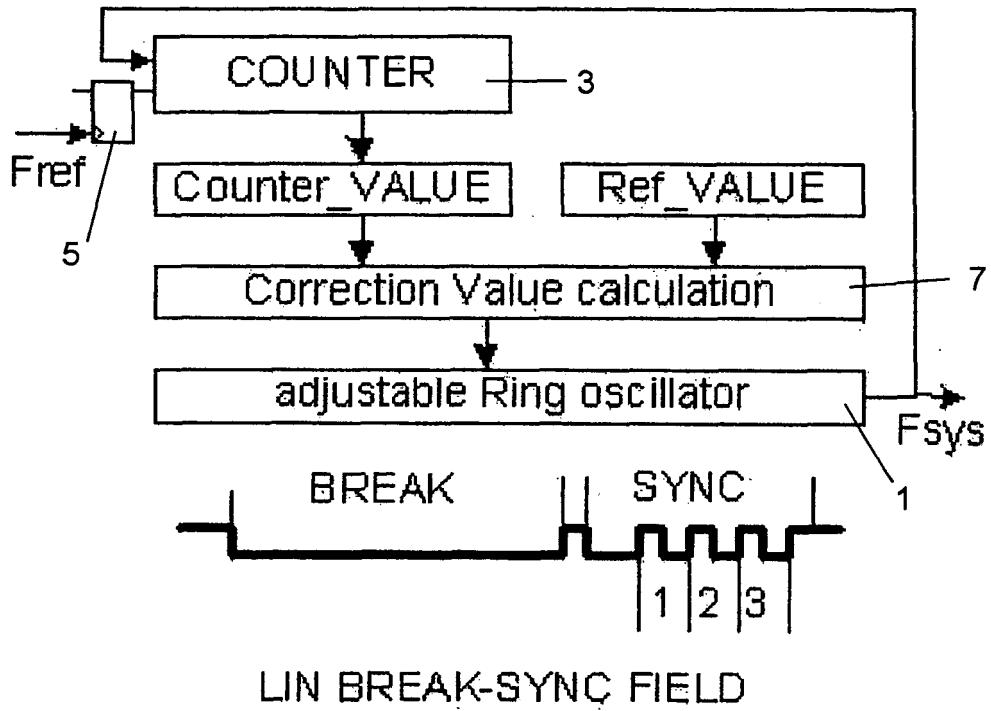 COUNTER
3
Fref
5
Counter_VALUE
Ref_VALUE
Correction Value calculation
7
adjustable Ring oscillator
Fsys
1
BREAK
SYNC
1 2 3
LIN BREAK-SYNC FIELD